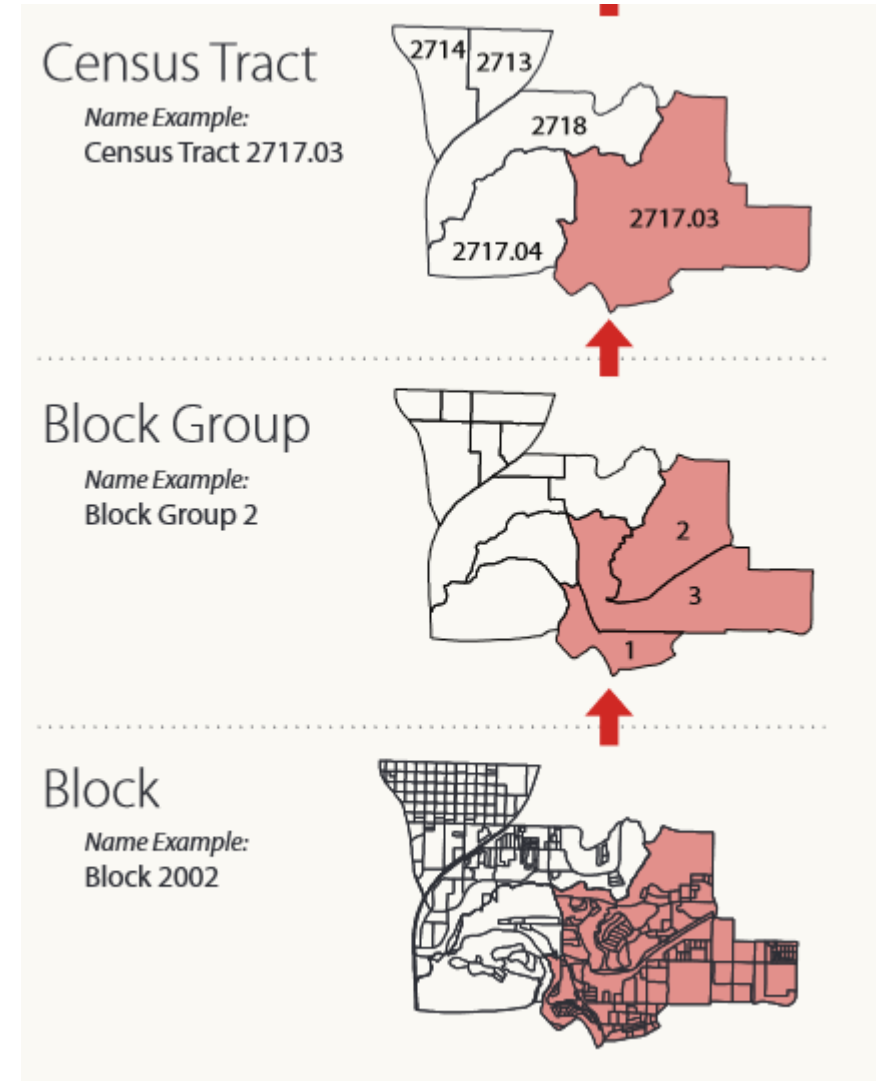 Census Tract
Name Example:
Census Tract 2717.03
2714
2713
2718
2717.03
2717.04
Block Group
Name Example:
Block Group 2
2
3
1
Block
Name Example:
Block 2002